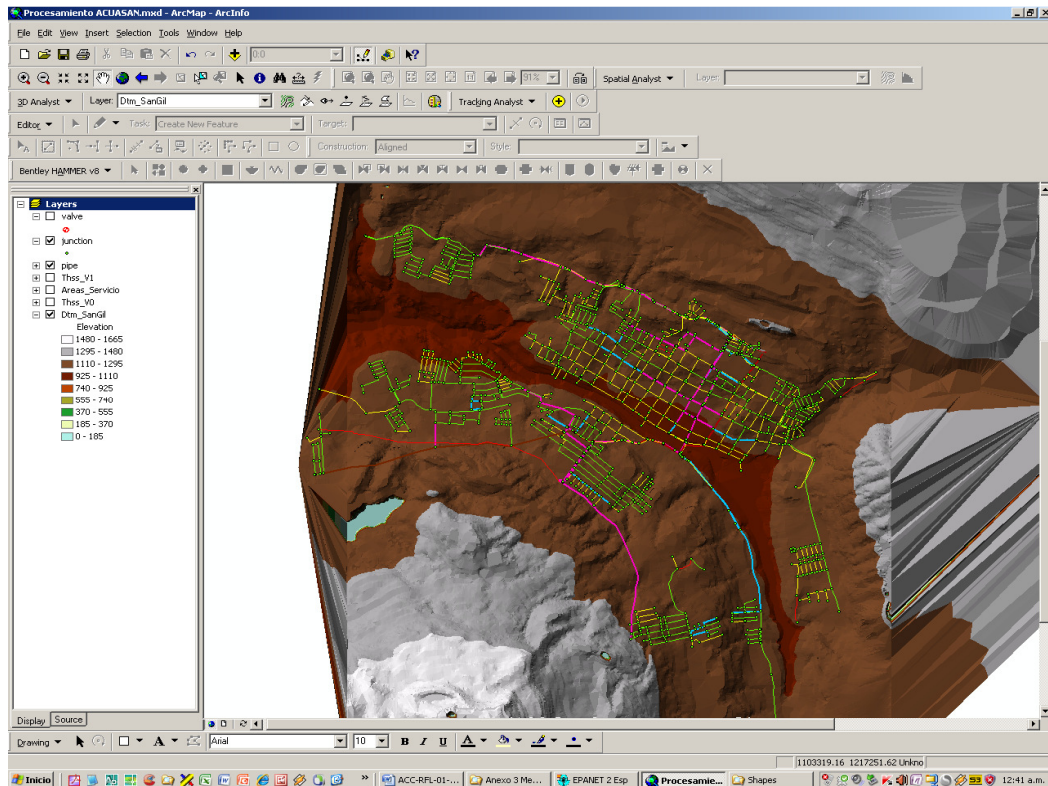 Procesamiento ACUASAN.mxd - ArcMap - ArcInfo
File Edit View Insert Selection Tools Window Help
0:0
91% Spatial Analyst Layer:
3D Analyst Layer: Dtm_SanGil Tracking Analyst
Editor Task: Create New Feature Target:
Construction: Aligned Style:
Bentley HAMMER v8
Layers
valve
junction
pipe
Thss_V1
Areas_Servicio
Thss_V0
Dtm_SanGil
Elevation
1480 - 1665
1295 - 1480
1110 - 1295
925 - 1110
740 - 925
555 - 740
370 - 555
185 - 370
0 - 185
Display Source
Drawing A Arial 10 B I U A
1103319.16 1217251.62 Unkno
Inicio » ACC-RFL-01-... Anexo 3 Me... EPANET 2 Esp Procesamie... Shapes 53 12:41 a.m.